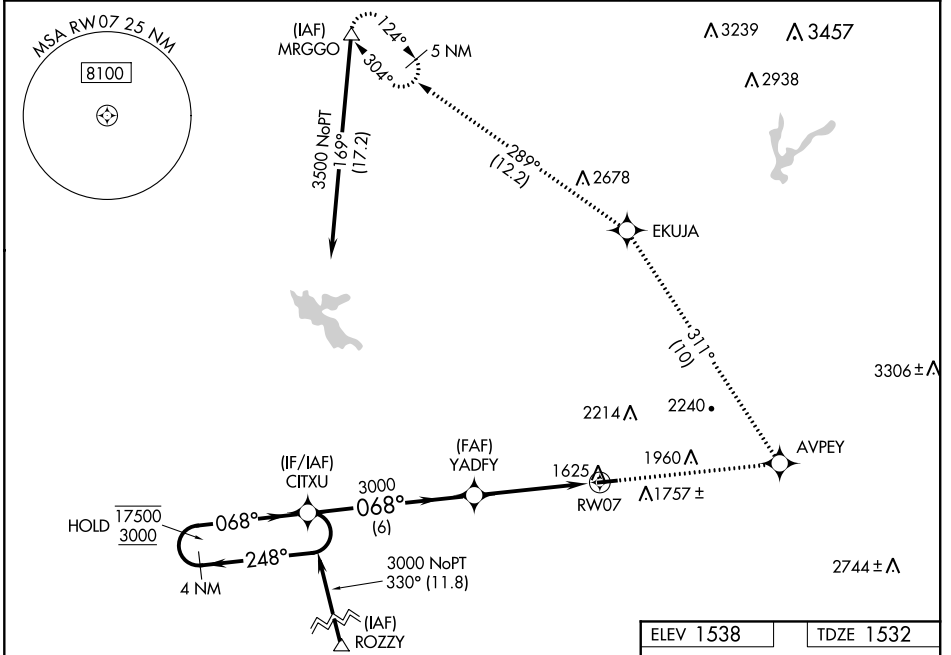 MSA RW07 25 NM
8100
(IAF)
MRGGO
124°
304°
5 NM
3239
3457
2938
3500 NoPT
169°
(17.2)
289°
(12.2)
2678
EKUJA
311°
(10)
3306 ±
2214
2240
AVPEY
(FAF)
YADFY
1625
1960
RW07
1757 ±
(IF/IAF)
CITXU
3000
068°
(6)
HOLD
17500
3000
068°
248°
4 NM
3000 NoPT
330° (11.8)
2744 ±
(IAF)
ROZZY
ELEV 1538
TDZE 1532